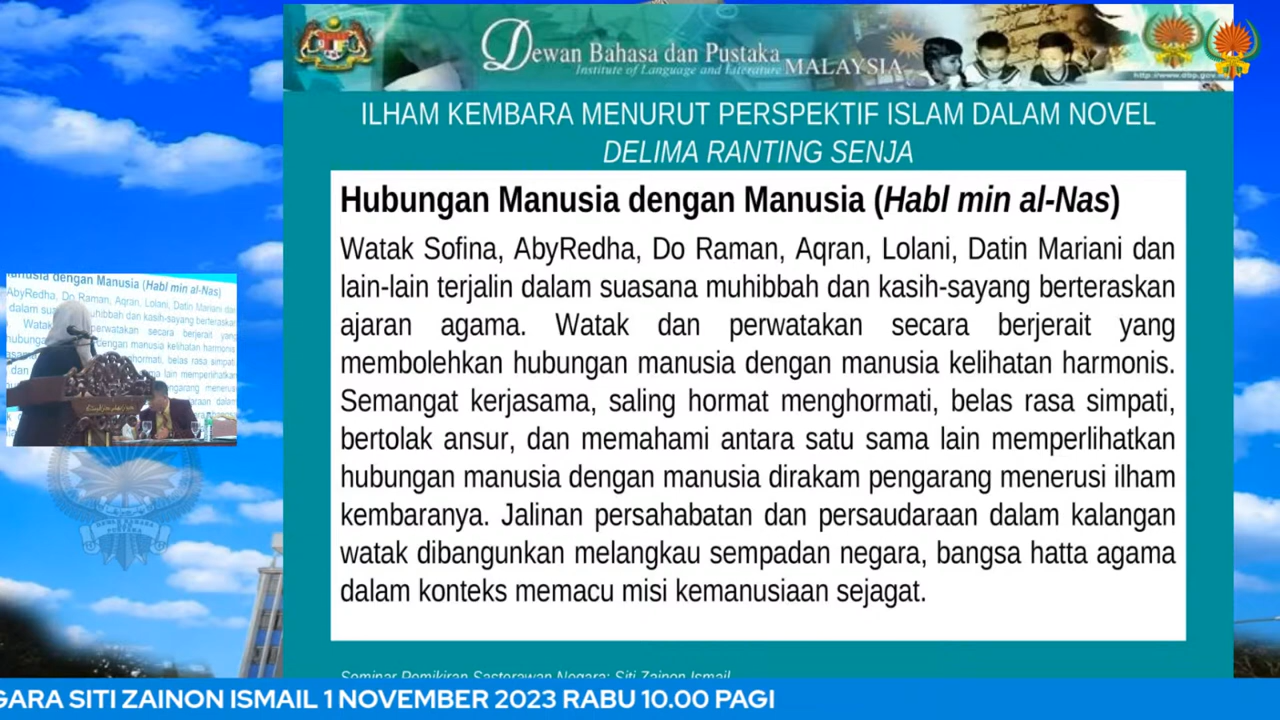 Dewan Bahasa dan Pustaka
Institute of Language and Literature MALAYSIA
ILHAM KEMBARA MENURUT PERSPEKTIF ISLAM DALAM NOVEL
DELIMA RANTING SENJA
Hubungan Manusia dengan Manusia (Habl min al-Nas)
Watak Sofina, AbyRedha, Do Raman, Aqran, Lolani, Datin Mariani dan
lain-lain terjalin dalam suasana muhibbah dan kasih-sayang berteraskan
ajaran agama. Watak dan perwatakan secara berjerait yang
membolehkan hubungan manusia dengan manusia kelihatan harmonis.
Semangat kerjasama, saling hormat menghormati, belas rasa simpati,
bertolak ansur, dan memahami antara satu sama lain memperlihatkan
hubungan manusia dengan manusia dirakam pengarang menerusi ilham
kembaranya. Jalinan persahabatan dan persaudaraan dalam kalangan
watak dibangunkan melangkau sempadan negara, bangsa hatta agama
dalam konteks memacu misi kemanusiaan sejagat.
Seminar Pemikiran Sasterawan Negara: Siti Zainon Ismail
GARA SITI ZAINON ISMAIL 1 NOVEMBER 2023 RABU 10.00 PAGI